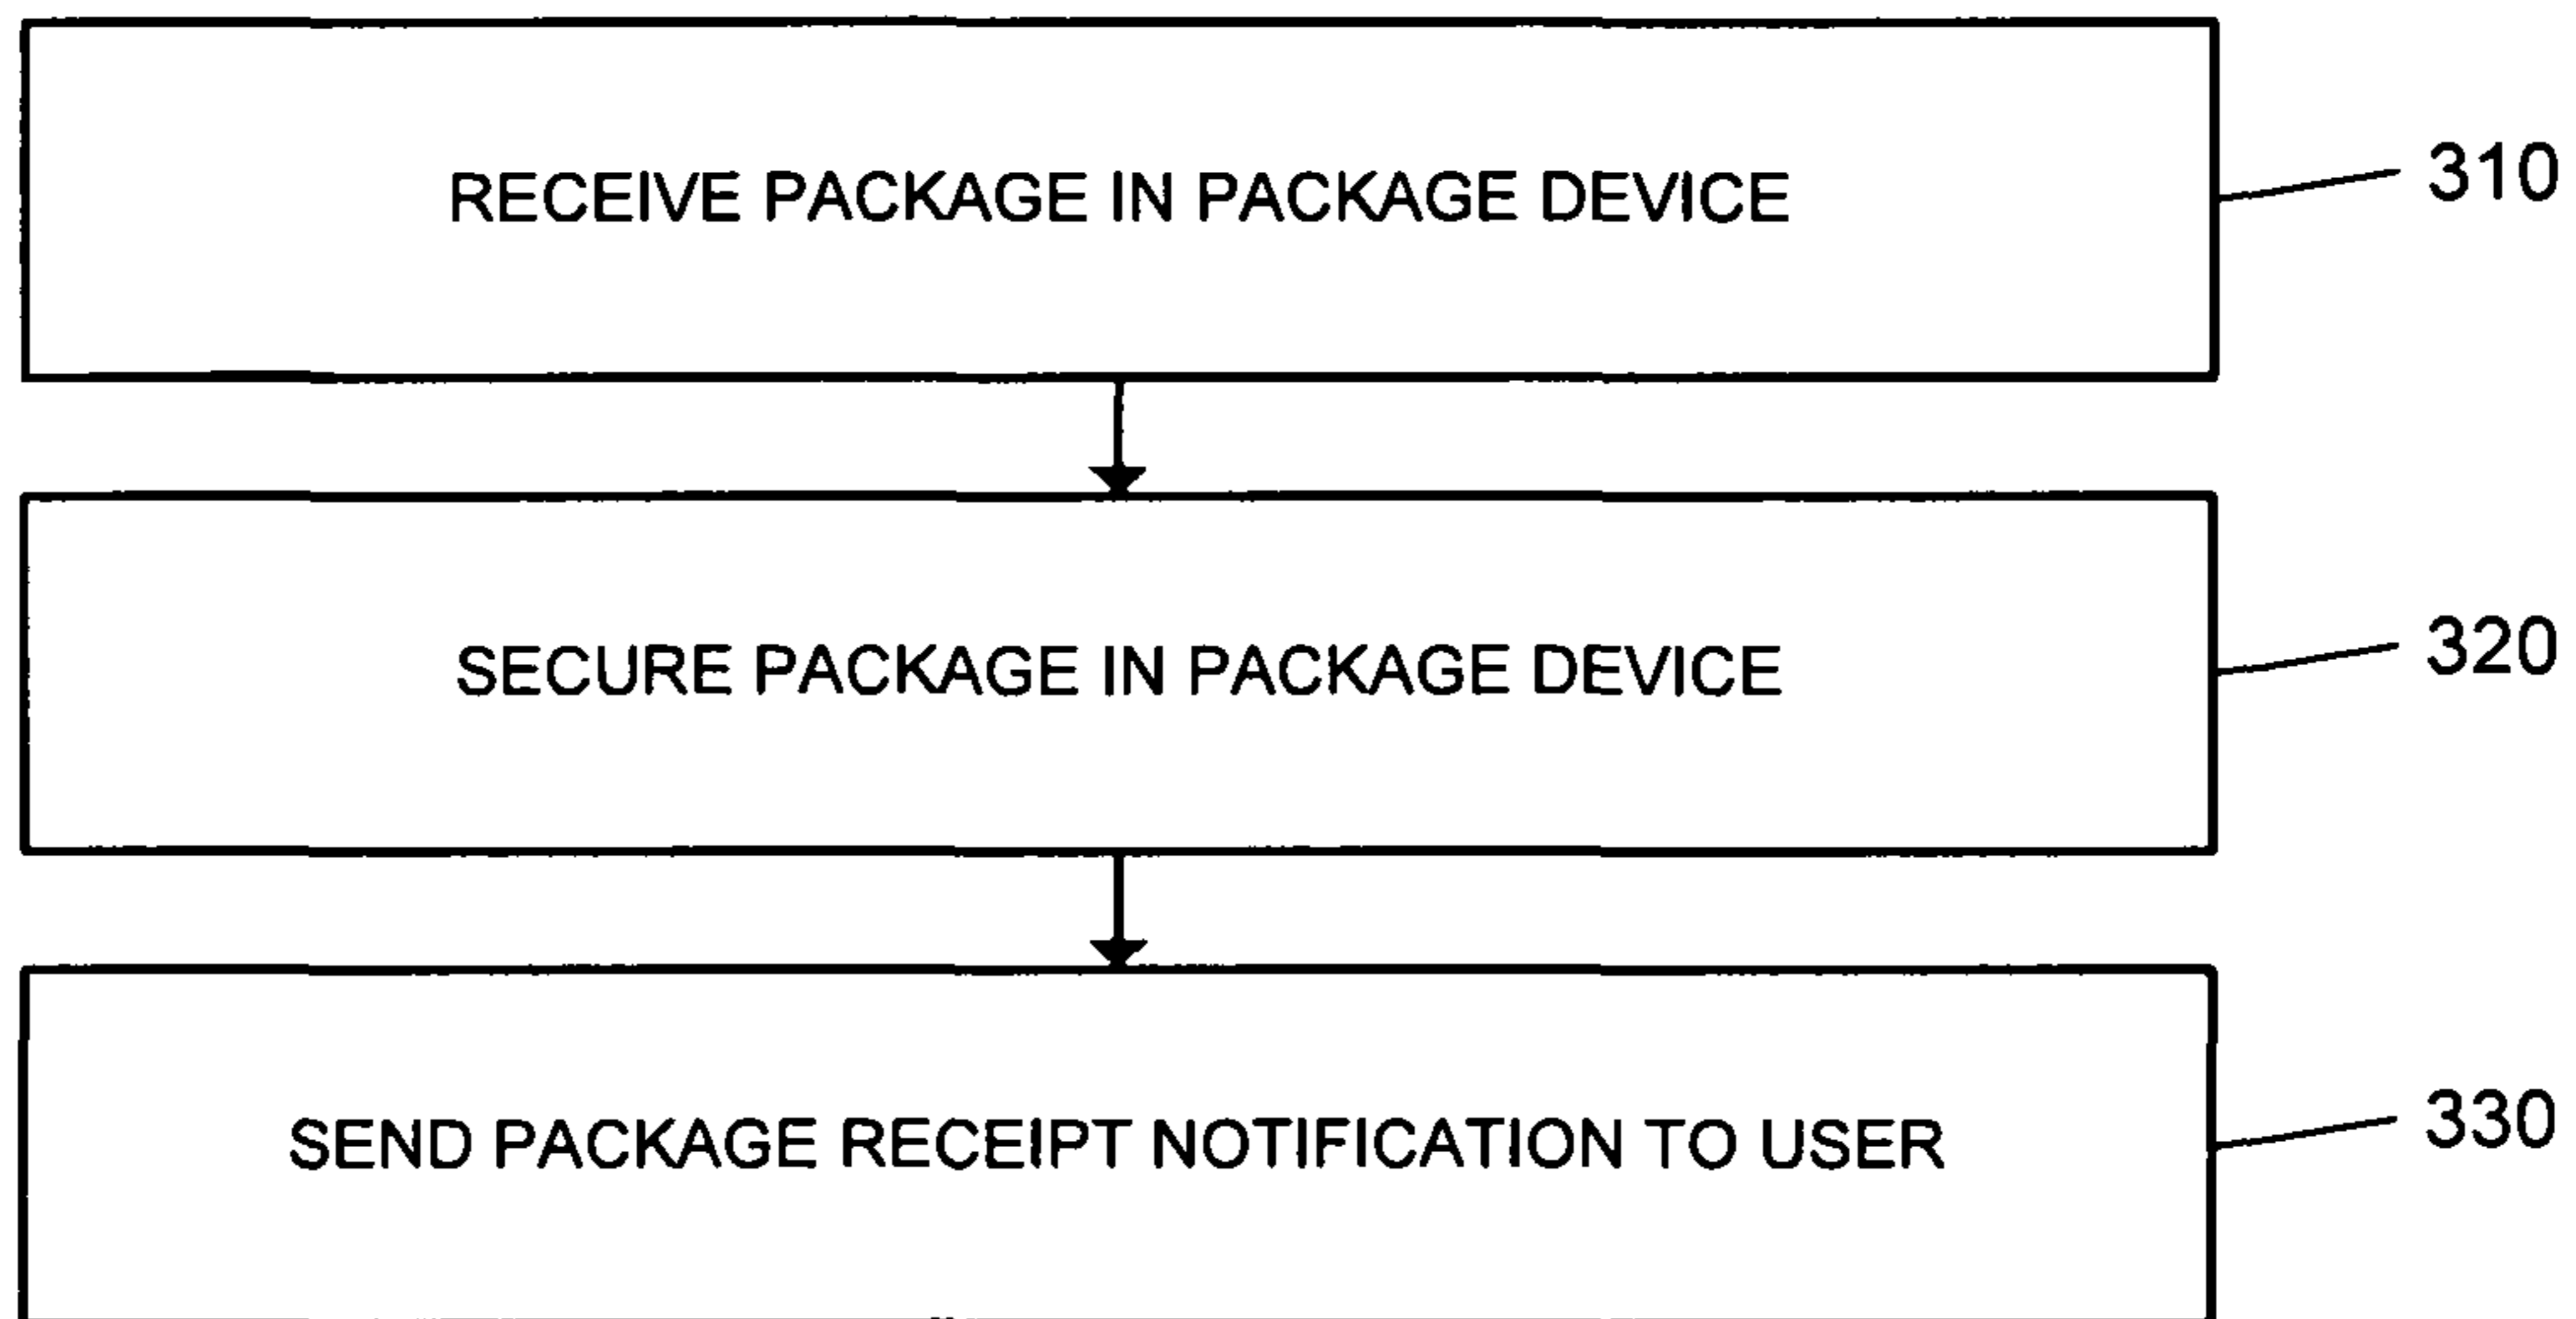 RECEIVE PACKAGE IN PACKAGE DEVICE
310
SECURE PACKAGE IN PACKAGE DEVICE
320
SEND PACKAGE RECEIPT NOTIFICATION TO USER
330